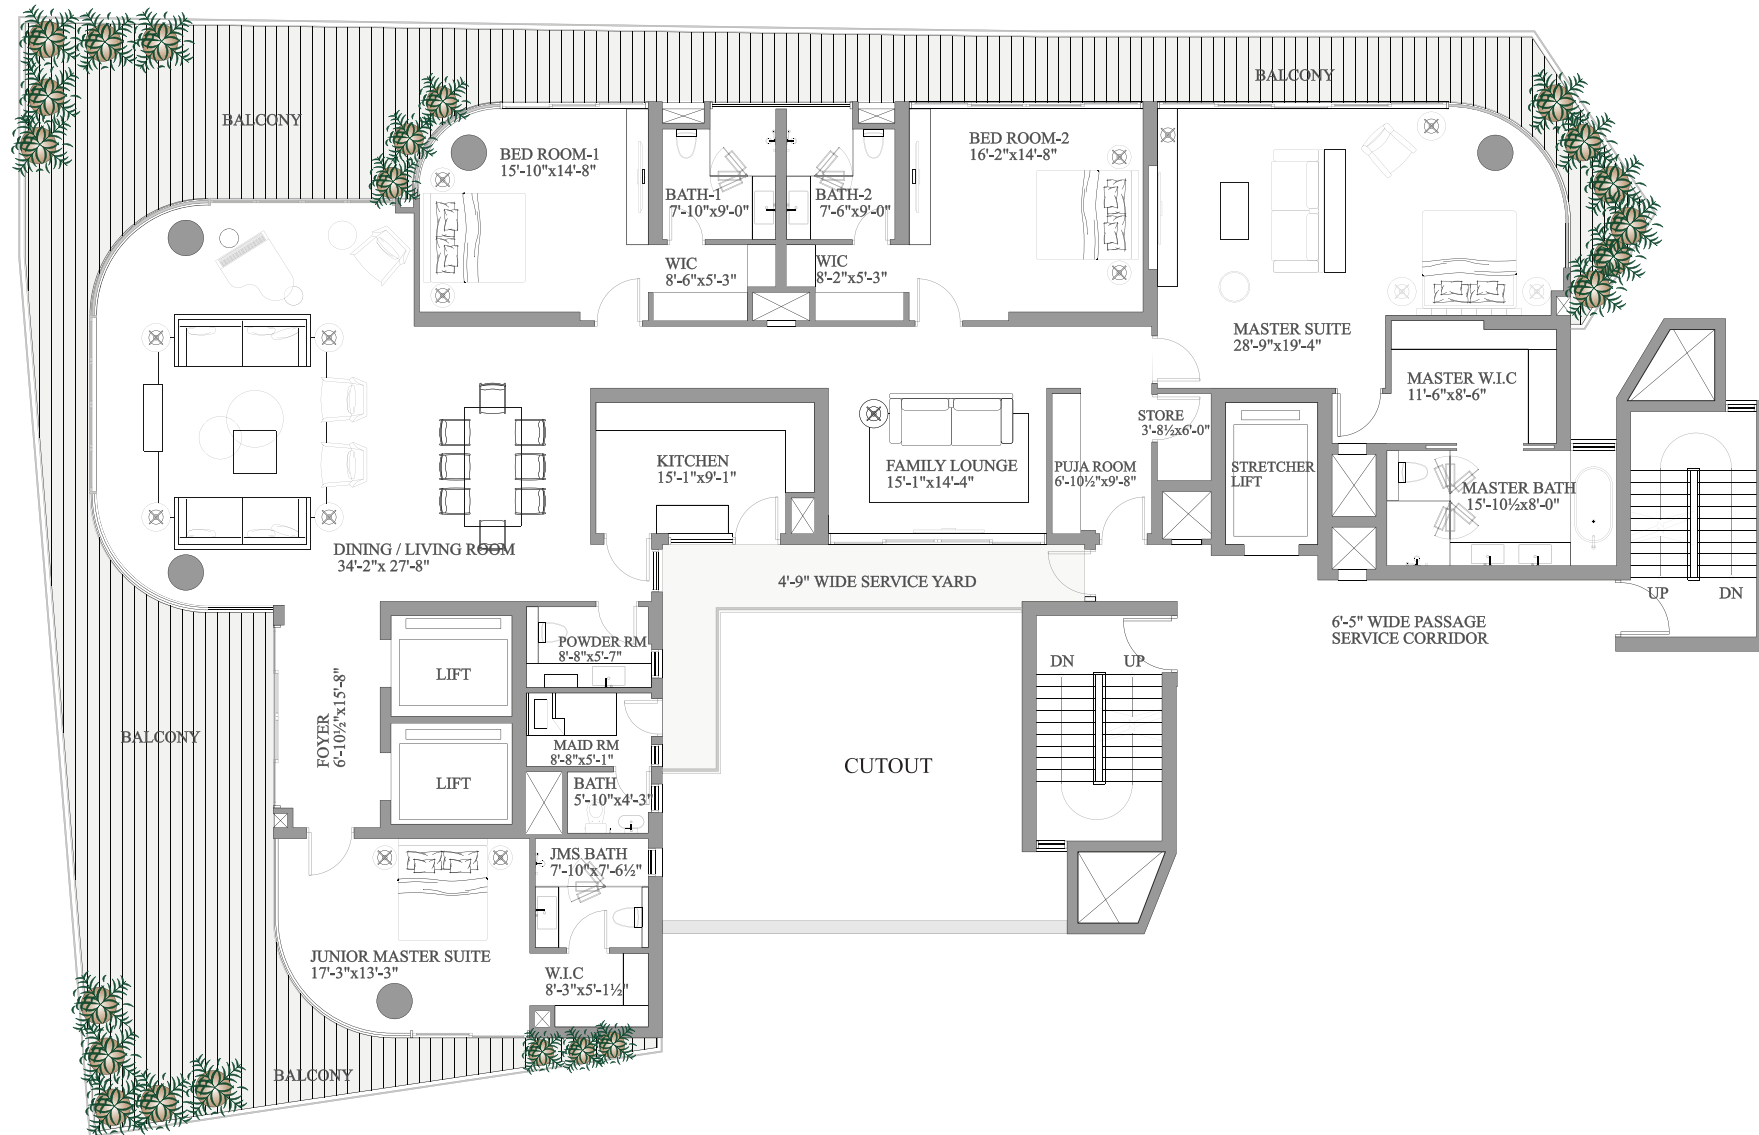 BALCONY
BALCONY
BED ROOM-1
15'-10"x14'-8"
BED ROOM-2
16'-2"x14'-8"
BATH-1
7'-10"x9'-0"
BATH-2
7'-6"x9'-0"
WIC
8'-6"x5'-3"
WIC
8'-2"x5'-3"
MASTER SUITE
28'-9"x19'-4"
MASTER W.I.C
11'-6"x8'-6"
STORE
3'-8½x6'-0"
KITCHEN
15'-1"x9'-1"
FAMILY LOUNGE
15'-1"x14'-4"
PUJA ROOM
6'-10½"x9'-8"
STRETCHER
LIFT
MASTER BATH
15'-10½x8'-0"
DINING / LIVING ROOM
34'-2"x 27'-8"
4'-9" WIDE SERVICE YARD
UP
DN
6'-5" WIDE PASSAGE
SERVICE CORRIDOR
POWDER RM
8'-8"x5'-7"
DN
UP
LIFT
FOYER
6'-10½"x15'-8"
BALCONY
MAID RM
8'-8"x5'-1"
CUTOUT
LIFT
BATH
5'-10"x4'-3"
JMS BATH
7'-10"x7'-6½"
JUNIOR MASTER SUITE
17'-3"x13'-3"
W.I.C
8'-3"x5'-1½"
BALCONY